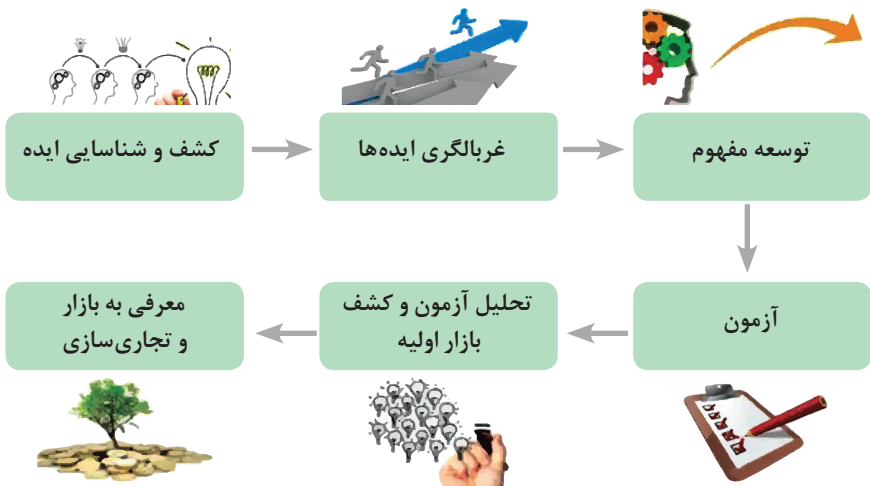 کشف و شناسایی ایده
غربالگری ایده‌ها
توسعه مفهوم
آزمون
تحلیل آزمون و کشف
بازار اولیه
معرفی به بازار
و تجاری‌سازی